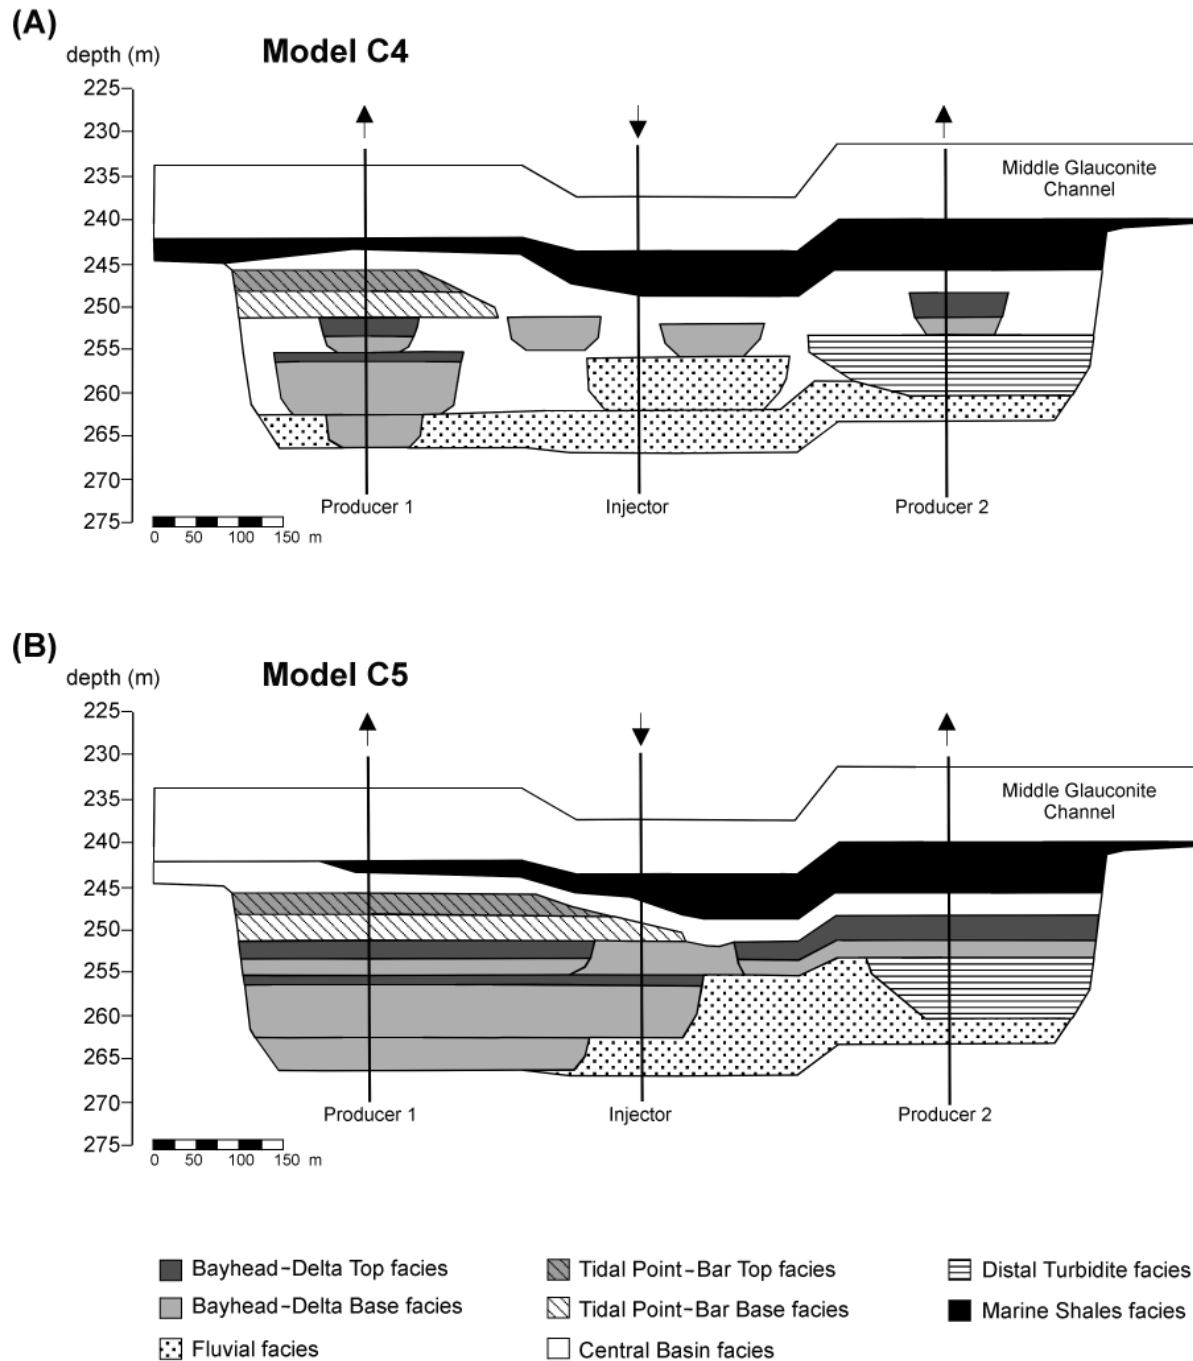 (A)
depth (m)
Model C4
225
230
235
240
245
250
255
260
265
270
275
Middle Glauconite
Channel
Producer 1
Injector
Producer 2
0 50 100 150 m
(B)
depth (m)
Model C5
225
230
235
240
245
250
255
260
265
270
275
Middle Glauconite
Channel
Producer 1
Injector
Producer 2
0 50 100 150 m
Bayhead-Delta Top facies
Tidal Point-Bar Top facies
Distal Turbidite facies
Bayhead-Delta Base facies
Tidal Point-Bar Base facies
Marine Shales facies
Fluvial facies
Central Basin facies